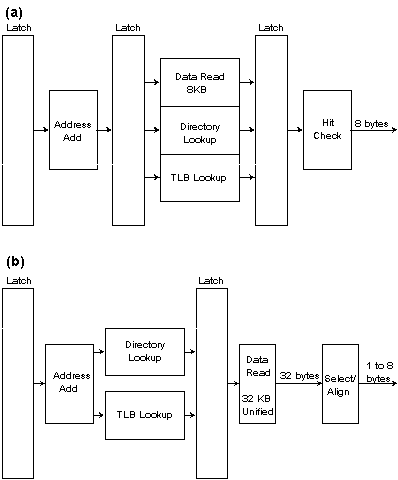 (a)
Latch
Latch
Latch
Address
Add
Data Read
8KB
Directory
Lookup
TLB Lookup
Hit
Check
8 bytes
(b)
Latch
Latch
Address
Add
Directory
Lookup
TLB Lookup
Data
Read
32 KB
Unified
32 bytes
Select/
Align
1 to 8
bytes